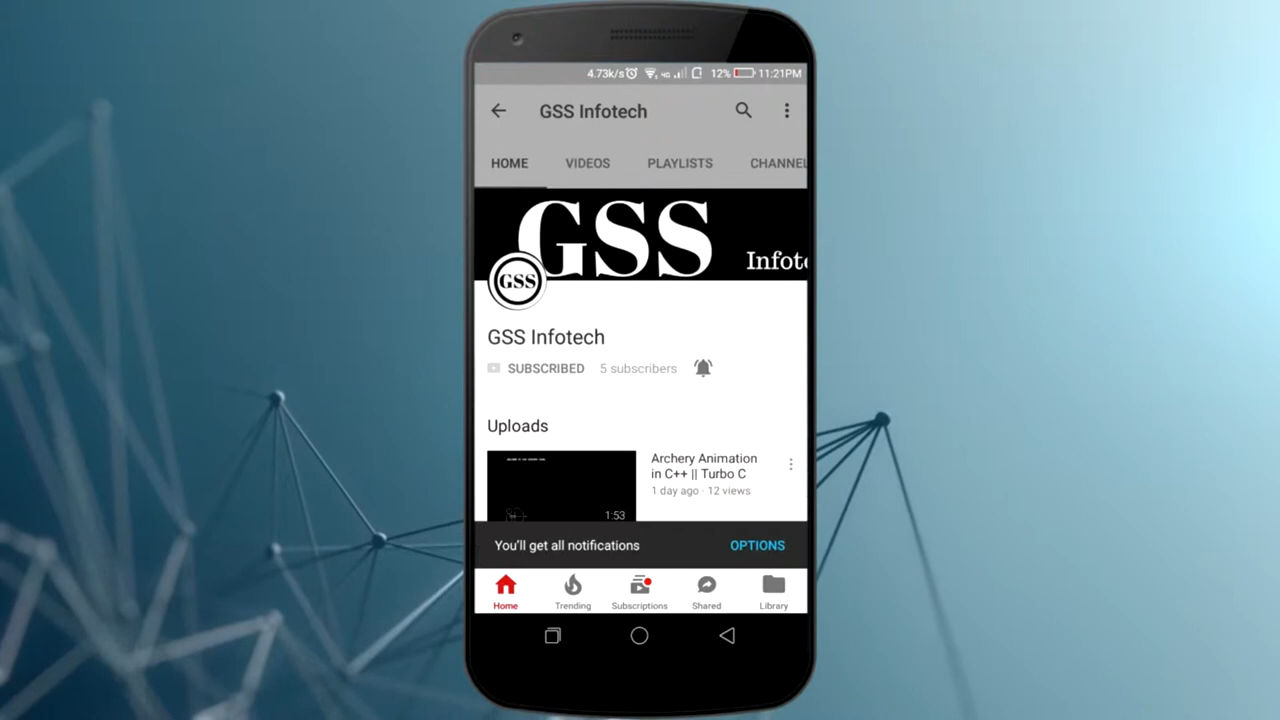 4.73k/s 4G 12% 11:21PM
GSS Infotech
HOME VIDEOS PLAYLISTS CHANNEL
GSS
Infote
GSS
GSS Infotech
SUBSCRIBED 5 subscribers
Uploads
Archery Animation
in C++ || Turbo C
1 day ago · 12 views
1:53
You'll get all notifications OPTIONS
Home Trending Subscriptions Shared Library